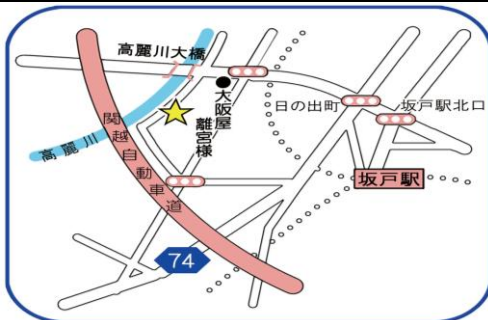 高麗川大橋
大阪屋
離宮様
日の出町
坂戸駅北口
高麗川
関越自動車道
坂戸駅
74